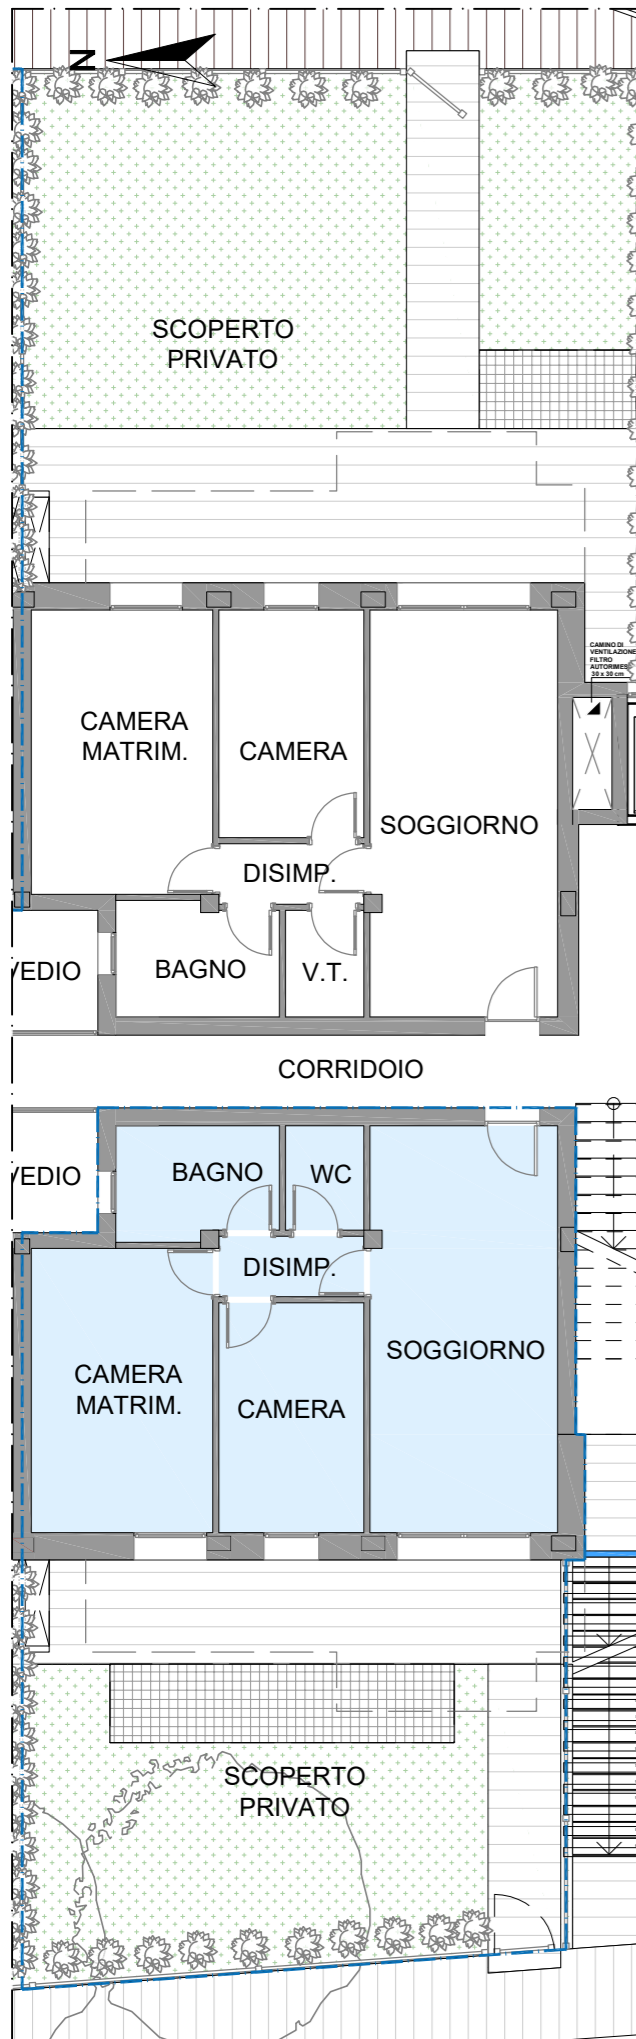 N
SCOPERTO
PRIVATO
CAMINO DI
VENTILAZIONE
FILTRO
AUTORIMESS
30 x 30 cm
CAMERA
MATRIM.
CAMERA
SOGGIORNO
DISIMP.
BAGNO
V.T.
VEDIO
CORRIDOIO
VEDIO
BAGNO
WC
DISIMP.
SOGGIORNO
CAMERA
MATRIM.
CAMERA
SCOPERTO
PRIVATO